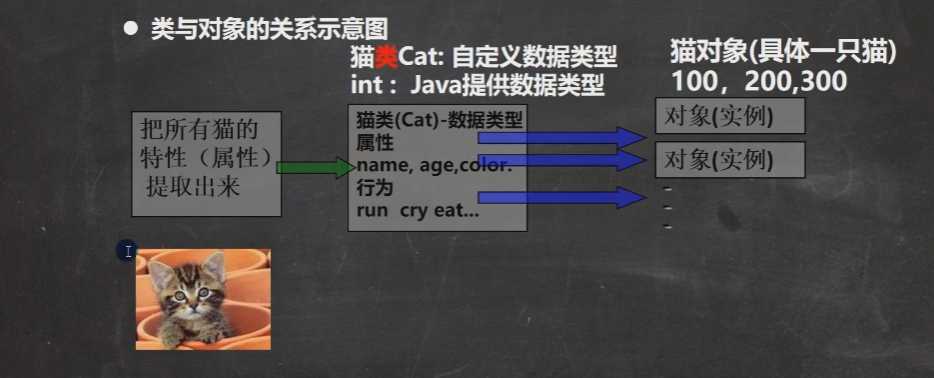 ● 类与对象的关系示意图
猫类Cat: 自定义数据类型
int： Java提供数据类型
猫对象(具体一只猫)
100，200,300
把所有猫的
特性（属性）
提取出来
猫类(Cat)-数据类型
属性
name, age,color.
行为
run cry eat...
对象(实例)
对象(实例)